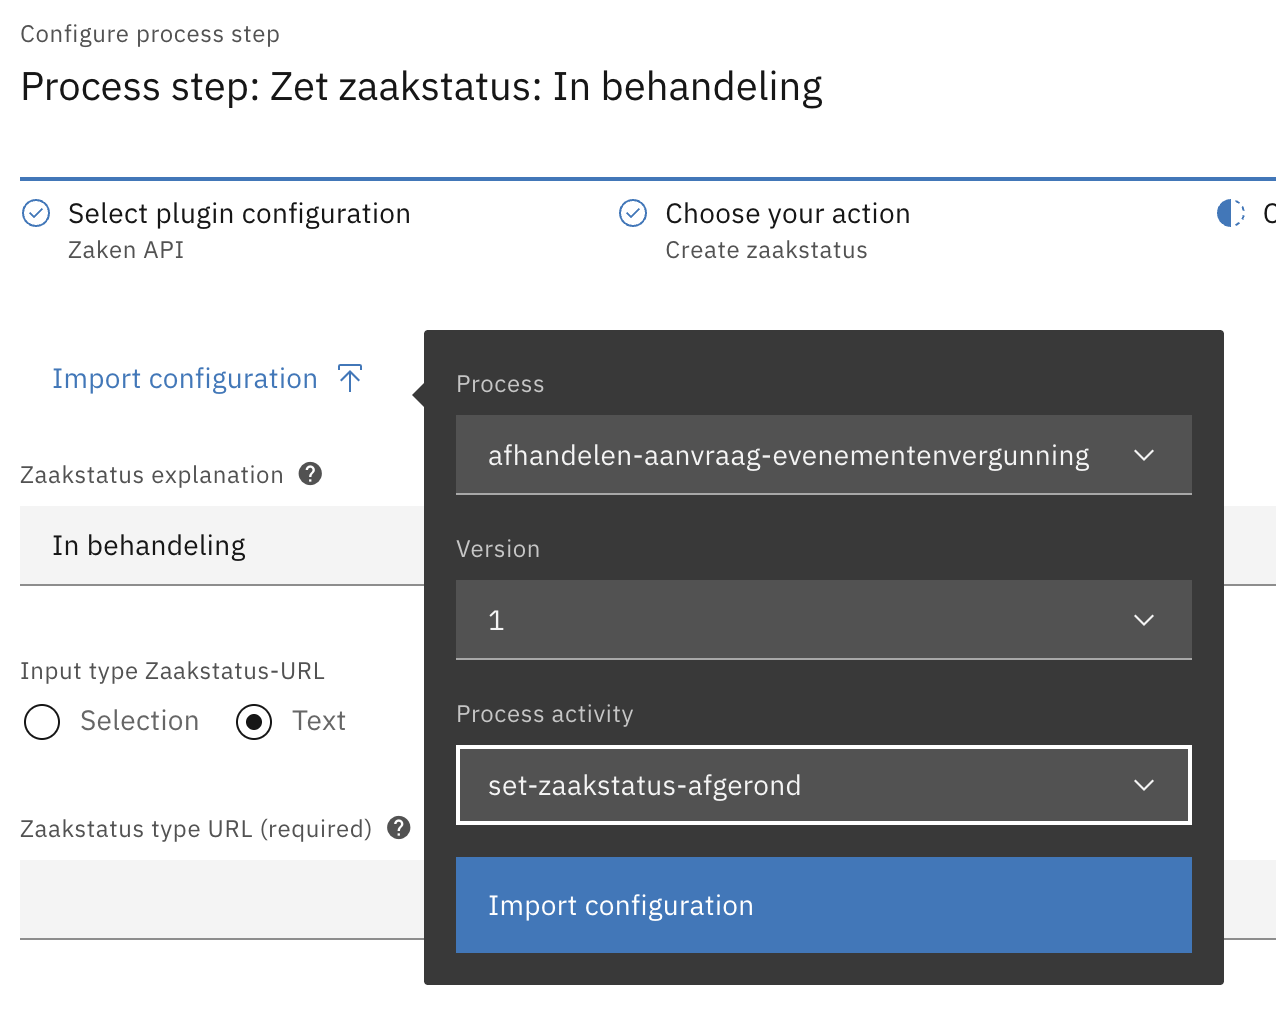 Configure process step
Process step: Zet zaakstatus: In behandeling
Select plugin configuration
Zaken API
Choose your action
Create zaakstatus
Import configuration
Zaakstatus explanation
In behandeling
Input type Zaakstatus-URL
Selection
Text
Zaakstatus type URL (required)
Process
afhandelen-aanvraag-evenementenvergunning
Version
1
Process activity
set-zaakstatus-afgerond
Import configuration